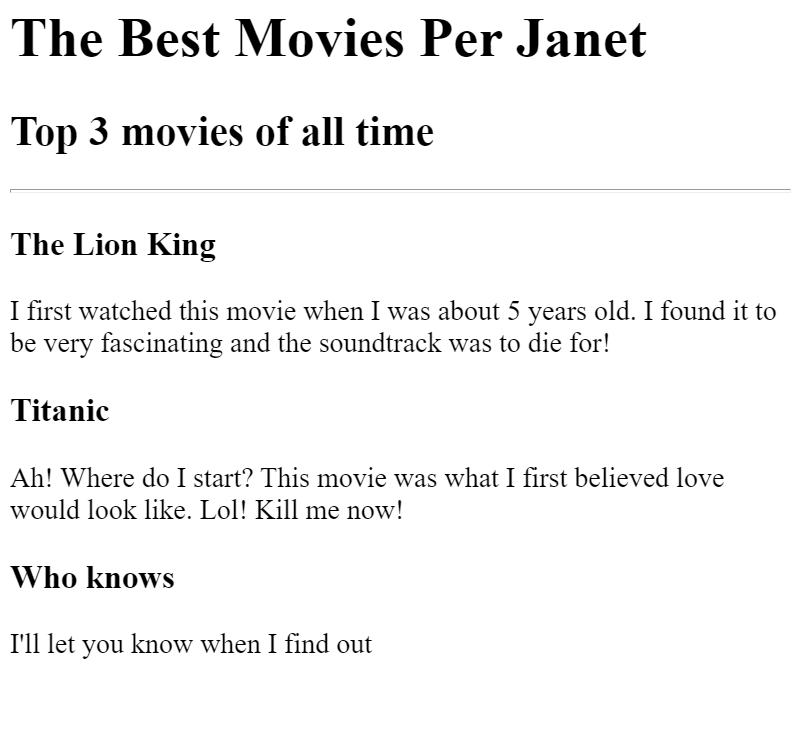 The Best Movies Per Janet
Top 3 movies of all time
The Lion King
I first watched this movie when I was about 5 years old. I found it to
be very fascinating and the soundtrack was to die for!
Titanic
Ah! Where do I start? This movie was what I first believed love
would look like. Lol! Kill me now!
Who knows
I'll let you know when I find out